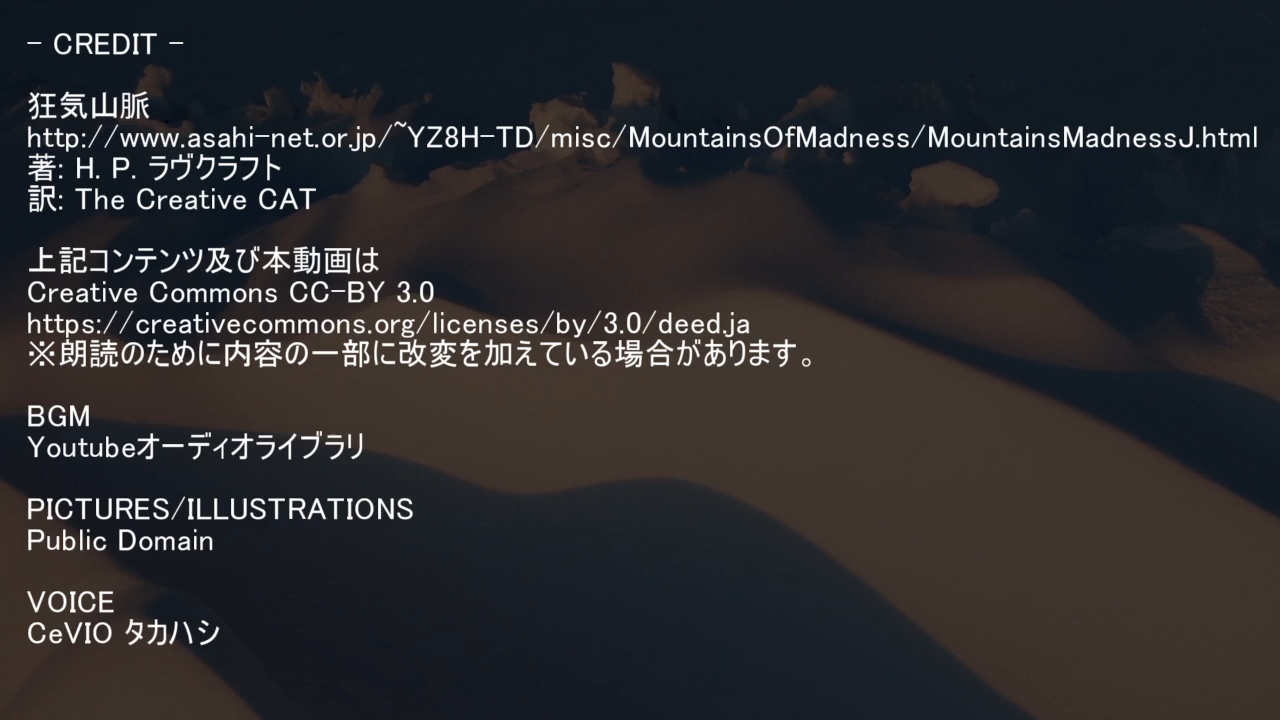 - CREDIT -
狂気山脈
http://www.asahi-net.or.jp/~YZ8H-TD/misc/MountainsOfMadness/MountainsMadnessJ.html
著: H. P. ラヴクラフト
訳: The Creative CAT
上記コンテンツ及び本動画は
Creative Commons CC-BY 3.0
https://creativecommons.org/licenses/by/3.0/deed.ja
※朗読のために内容の一部に改変を加えている場合があります。
BGM
Youtubeオーディオライブラリ
PICTURES/ILLUSTRATIONS
Public Domain
VOICE
CeVIO タカハシ